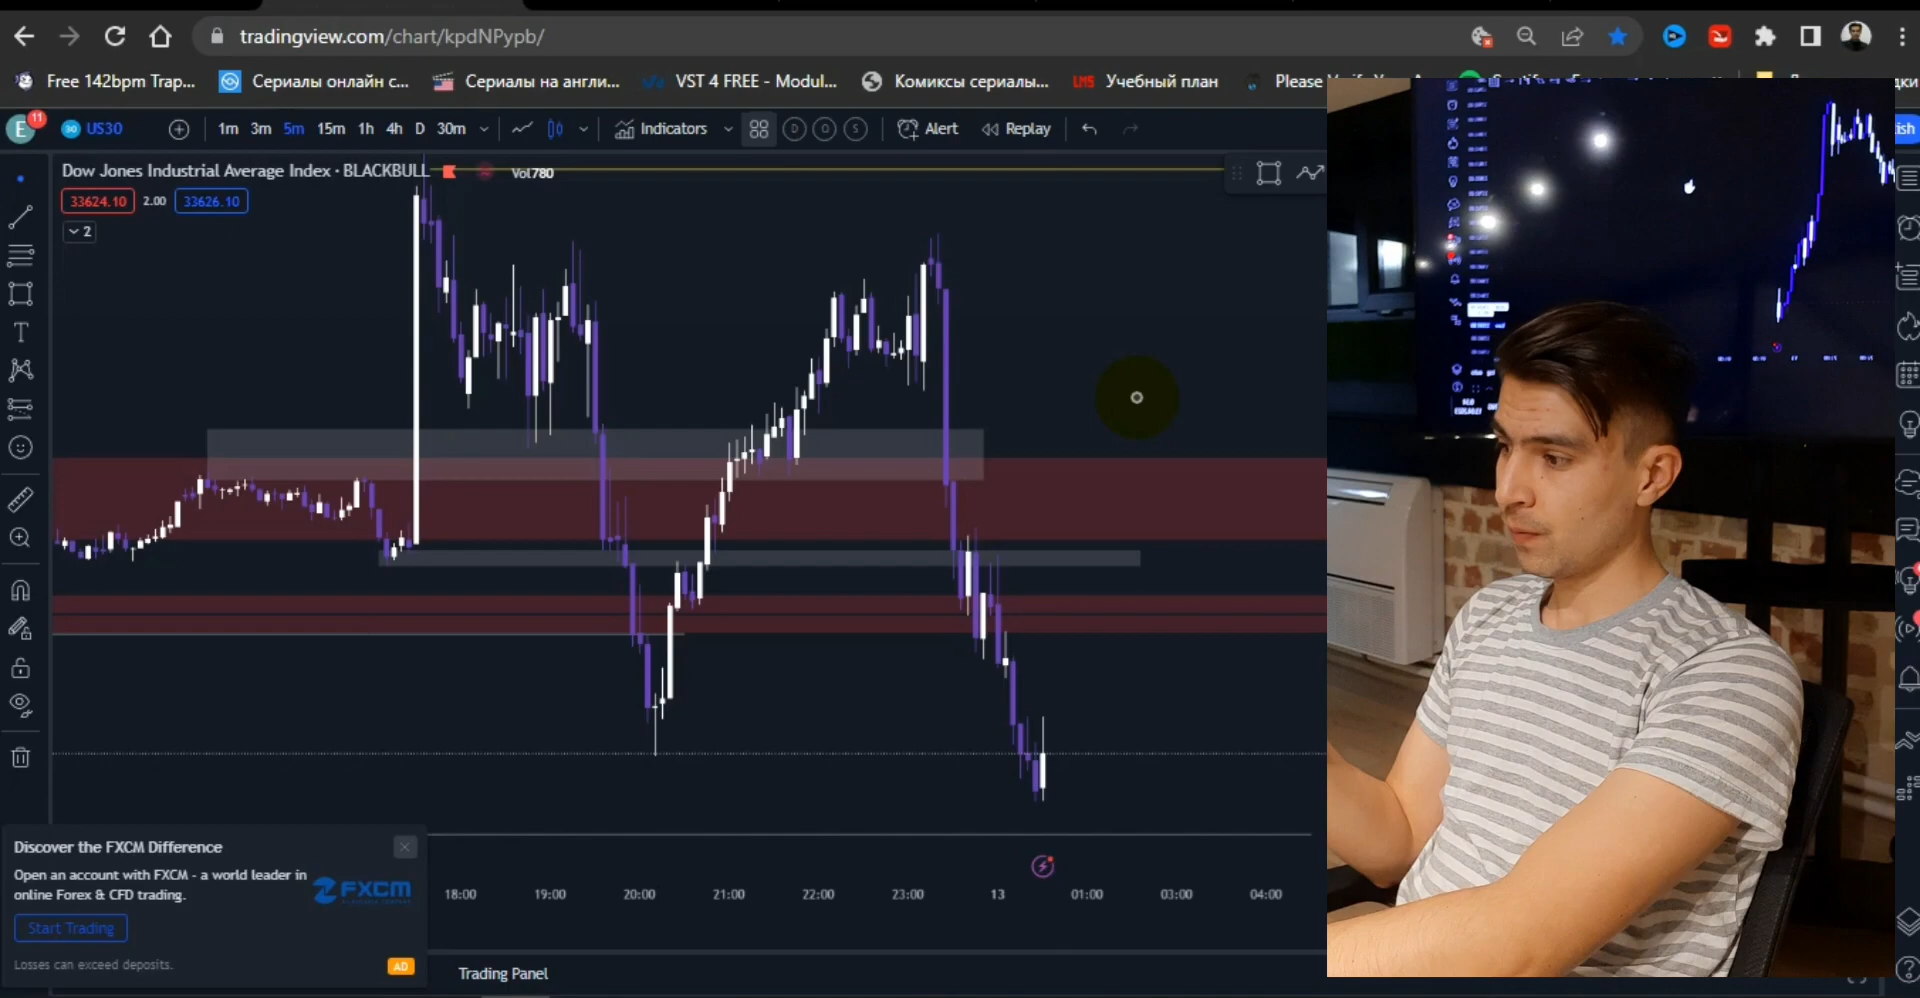 tradingview.com/chart/kpdNPypb/
Free 142bpm Trap...
Сериалы онлайн с...
Сериалы на англи...
VST 4 FREE - Modul...
Комиксы сериалы...
LMS Учебный план
Please
E 11
30 US30
1m 3m 5m 15m 1h 4h D 30m
Indicators
D Q S
Alert
Replay
Dow Jones Industrial Average Index · BLACKBULL
Vol780
33624.10 2.00 33626.10
2
Discover the FXCM Difference
Open an account with FXCM - a world leader in
online Forex & CFD trading.
FXCM
Start Trading
Losses can exceed deposits.
AD
18:00 19:00 20:00 21:00 22:00 23:00 13 01:00 03:00 04:00
Trading Panel